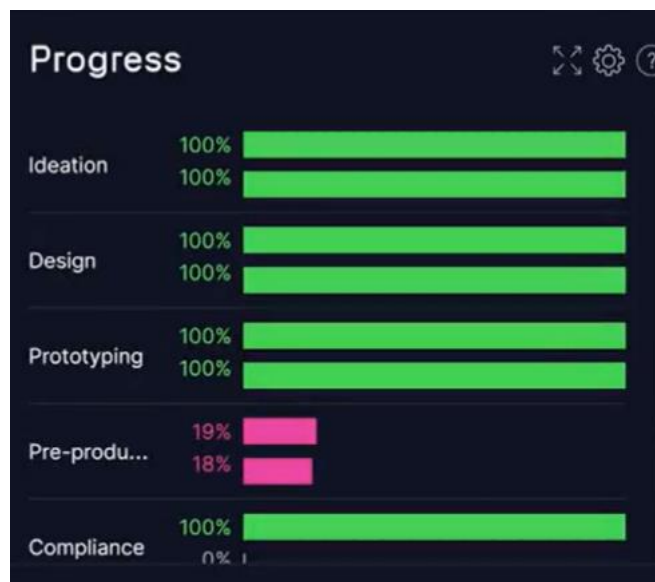 Progress
?
Ideation
100%
100%
Design
100%
100%
Prototyping
100%
100%
Pre-produ...
19%
18%
Compliance
100%
0%